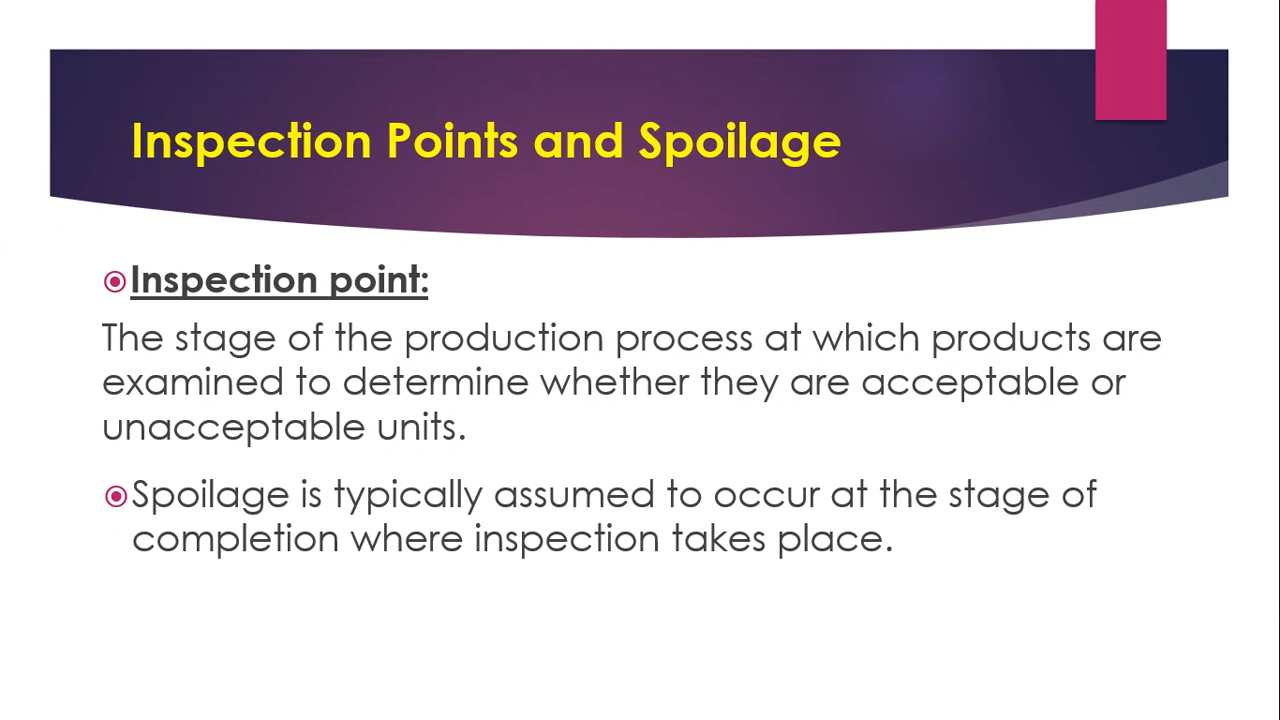 Inspection Points and Spoilage
Inspection point:
The stage of the production process at which products are
examined to determine whether they are acceptable or
unacceptable units.
Spoilage is typically assumed to occur at the stage of
completion where inspection takes place.